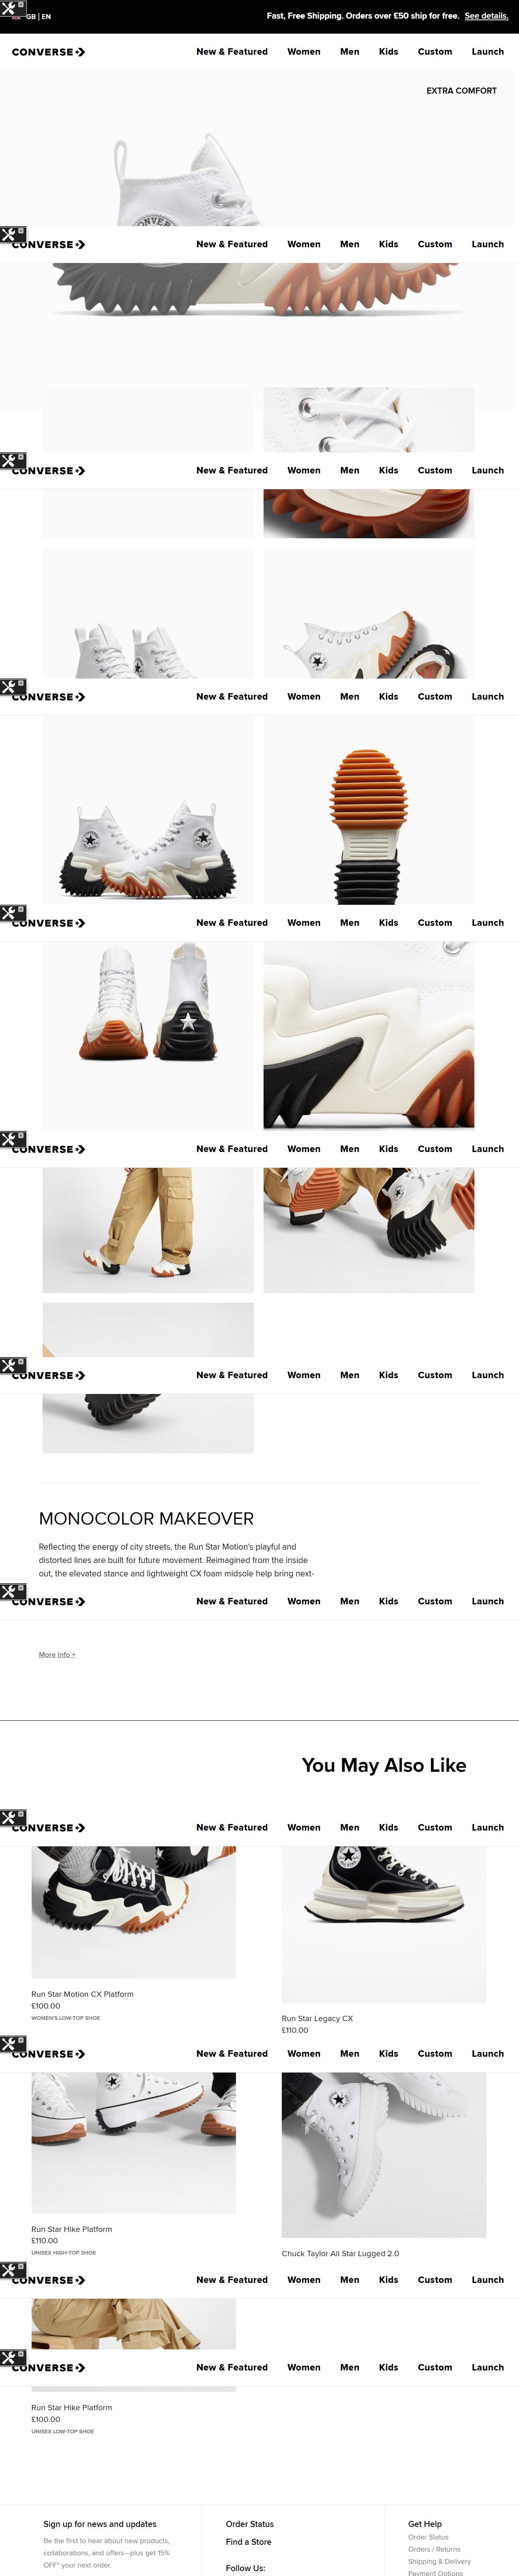 GB | EN
Fast, Free Shipping. Orders over £50 ship for free. See details.
CONVERSE
New & Featured Women Men Kids Custom Launch
EXTRA COMFORT
CONVERSE
New & Featured Women Men Kids Custom Launch
CONVERSE
New & Featured Women Men Kids Custom Launch
CONVERSE
New & Featured Women Men Kids Custom Launch
CONVERSE
New & Featured Women Men Kids Custom Launch
CONVERSE
New & Featured Women Men Kids Custom Launch
CONVERSE
New & Featured Women Men Kids Custom Launch
MONOCOLOR MAKEOVER
Reflecting the energy of city streets, the Run Star Motion's playful and
distorted lines are built for future movement. Reimagined from the inside
out, the elevated stance and lightweight CX foam midsole help bring next-
CONVERSE
New & Featured Women Men Kids Custom Launch
More Info +
You May Also Like
CONVERSE
New & Featured Women Men Kids Custom Launch
Run Star Motion CX Platform
£100.00
WOMEN'S LOW-TOP SHOE
Run Star Legacy CX
£110.00
CONVERSE
New & Featured Women Men Kids Custom Launch
Run Star Hike Platform
£110.00
UNISEX HIGH-TOP SHOE
Chuck Taylor All Star Lugged 2.0
CONVERSE
New & Featured Women Men Kids Custom Launch
CONVERSE
New & Featured Women Men Kids Custom Launch
Run Star Hike Platform
£100.00
UNISEX LOW-TOP SHOE
Sign up for news and updates
Be the first to hear about new products,
collaborations, and offers—plus get 15%
OFF* your next order.
Order Status
Find a Store
Follow Us:
Get Help
Order Status
Orders / Returns
Shipping & Delivery
Payment Options